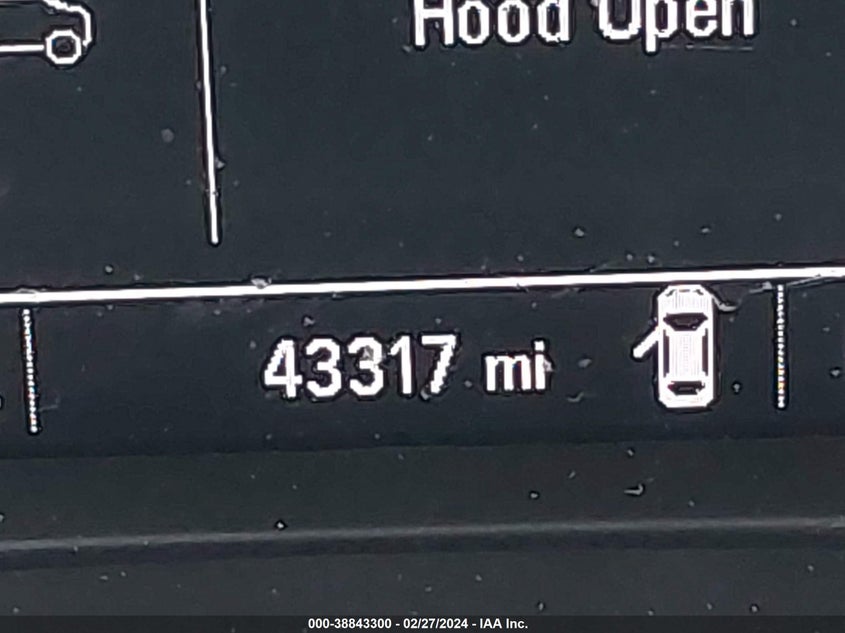 Hood Open
43317 mi
000-38843300 - 02/27/2024 - IAA Inc.